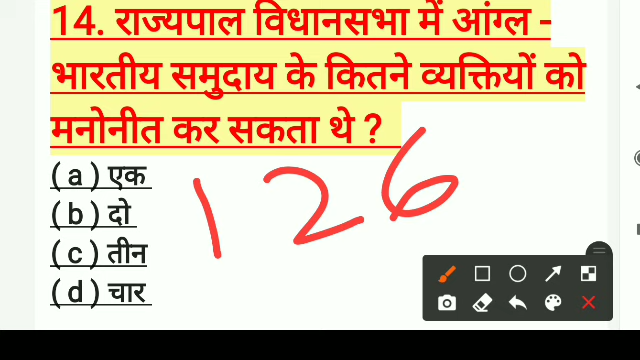 14. राज्यपाल विधानसभा में आंग्ल -
भारतीय समुदाय के कितने व्यक्तियों को
मनोनीत कर सकता थे ?
( a ) एक
( b ) दो
( c ) तीन
( d ) चार
126